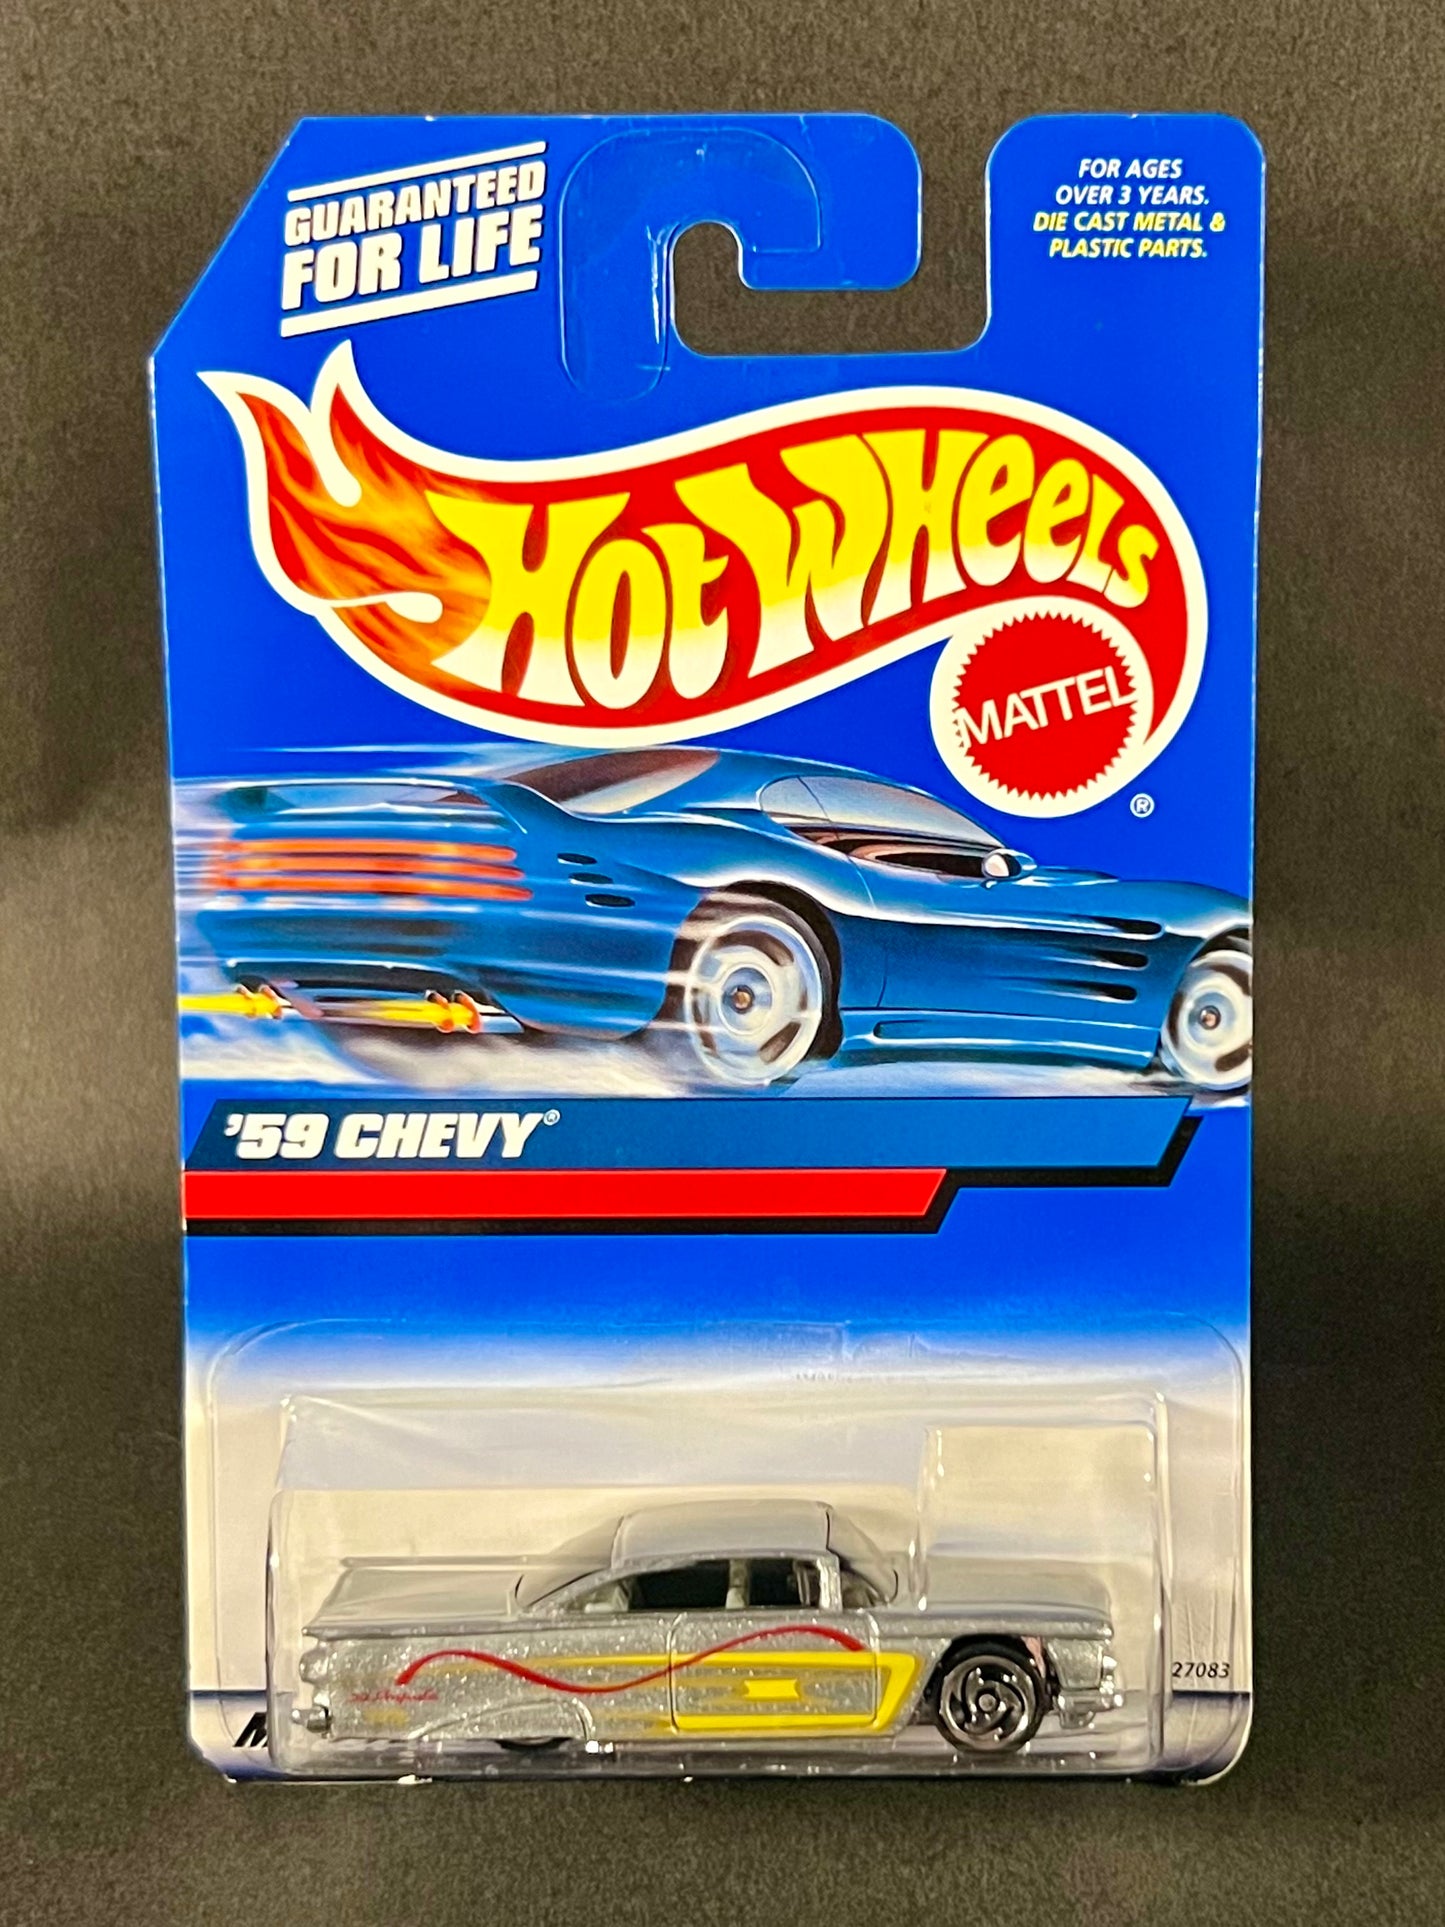 GUARANTEED
FOR LIFE
FOR AGES
OVER 3 YEARS.
DIE CAST METAL &
PLASTIC PARTS.
HOT WHEELS
MATTEL
®
'59 CHEVY®
27083